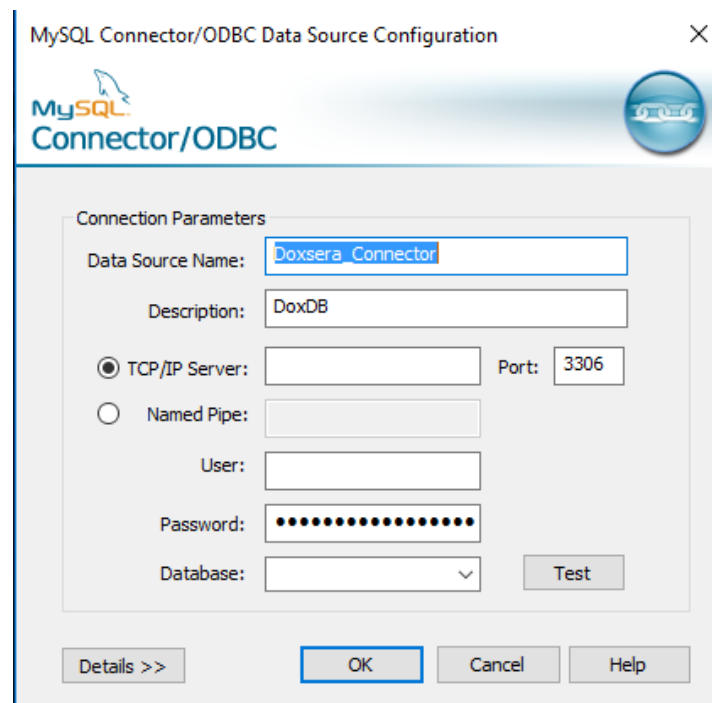 MySQL Connector/ODBC Data Source Configuration
MySQL
Connector/ODBC
Connection Parameters
Data Source Name: Doxsera_Connector
Description: DoxDB
TCP/IP Server: Port: 3306
Named Pipe:
User:
Password: •••••••••••••••••
Database: Test
Details >> OK Cancel Help